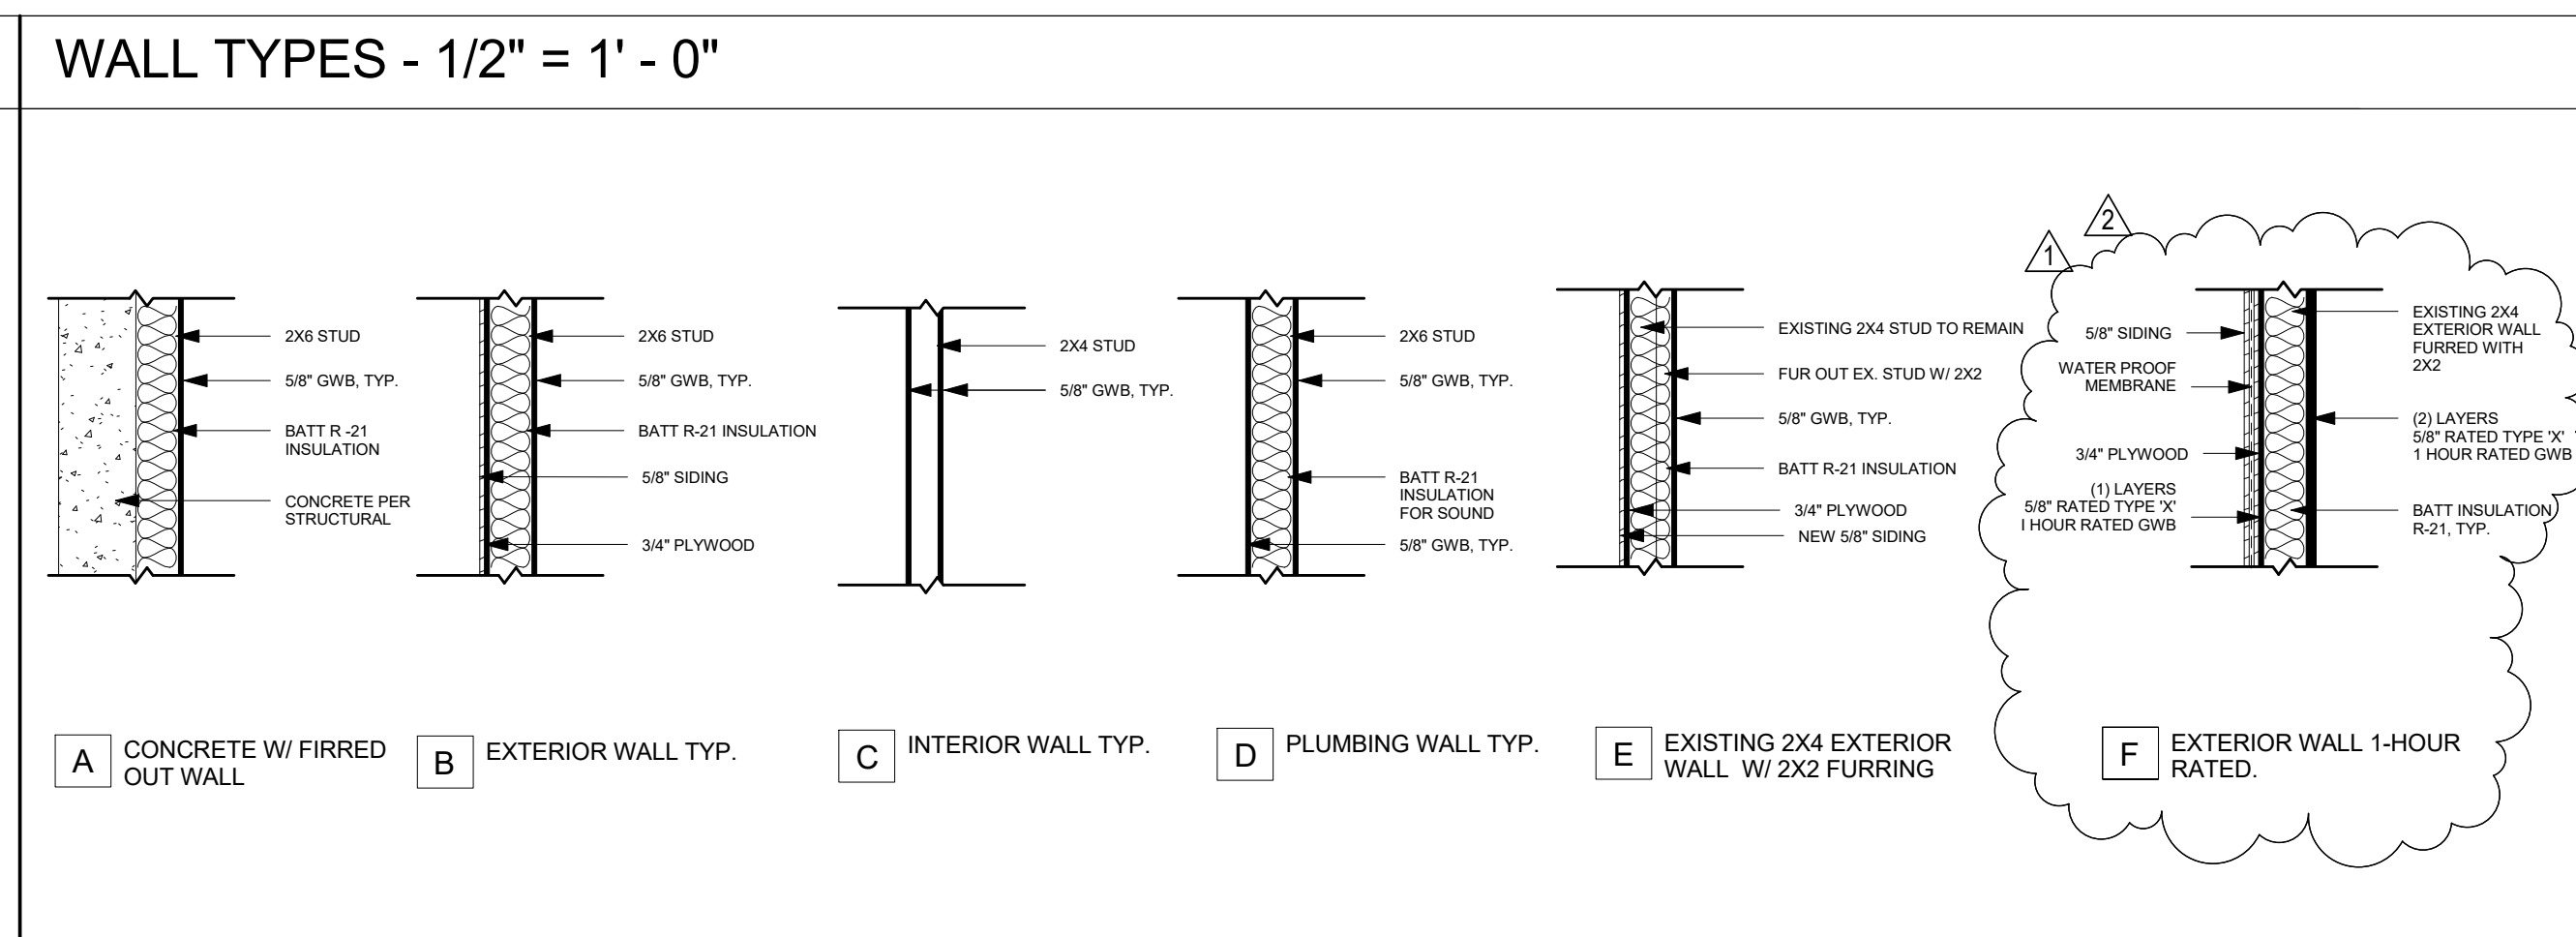 WALL TYPES - 1/2" = 1' - 0"
2X6 STUD
5/8" GWB, TYP.
BATT R -21
INSULATION
CONCRETE PER
STRUCTURAL
A
CONCRETE W/ FIRRED
OUT WALL
2X6 STUD
5/8" GWB, TYP.
BATT R-21 INSULATION
5/8" SIDING
3/4" PLYWOOD
B
EXTERIOR WALL TYP.
2X4 STUD
5/8" GWB, TYP.
C
INTERIOR WALL TYP.
2X6 STUD
5/8" GWB, TYP.
BATT R-21
INSULATION
FOR SOUND
5/8" GWB, TYP.
D
PLUMBING WALL TYP.
EXISTING 2X4 STUD TO REMAIN
FUR OUT EX. STUD W/ 2X2
5/8" GWB, TYP.
BATT R-21 INSULATION
3/4" PLYWOOD
NEW 5/8" SIDING
E
EXISTING 2X4 EXTERIOR
WALL W/ 2X2 FURRING
1
2
5/8" SIDING
WATER PROOF
MEMBRANE
3/4" PLYWOOD
(1) LAYERS
5/8" RATED TYPE 'X'
I HOUR RATED GWB
EXISTING 2X4
EXTERIOR WALL
FURRED WITH
2X2
(2) LAYERS
5/8" RATED TYPE 'X'
1 HOUR RATED GWB
BATT INSULATION
R-21, TYP.
F
EXTERIOR WALL 1-HOUR
RATED.